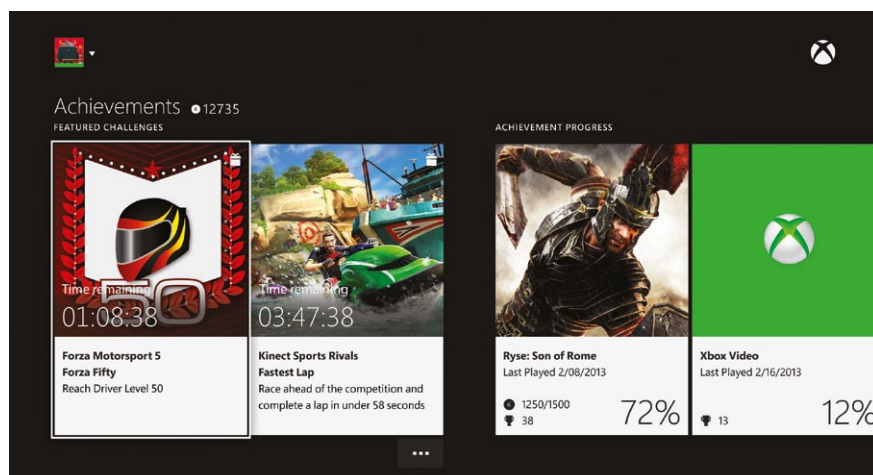 Achievements G 12735
FEATURED CHALLENGES
ACHIEVEMENT PROGRESS
50
Time remaining
01:08:38
Forza Motorsport 5
Forza Fifty
Reach Driver Level 50
Time remaining
03:47:38
Kinect Sports Rivals
Fastest Lap
Race ahead of the competition and
complete a lap in under 58 seconds
Ryse: Son of Rome
Last Played 2/08/2013
G 1250/1500
38
72%
Xbox Video
Last Played 2/16/2013
13
12%
...